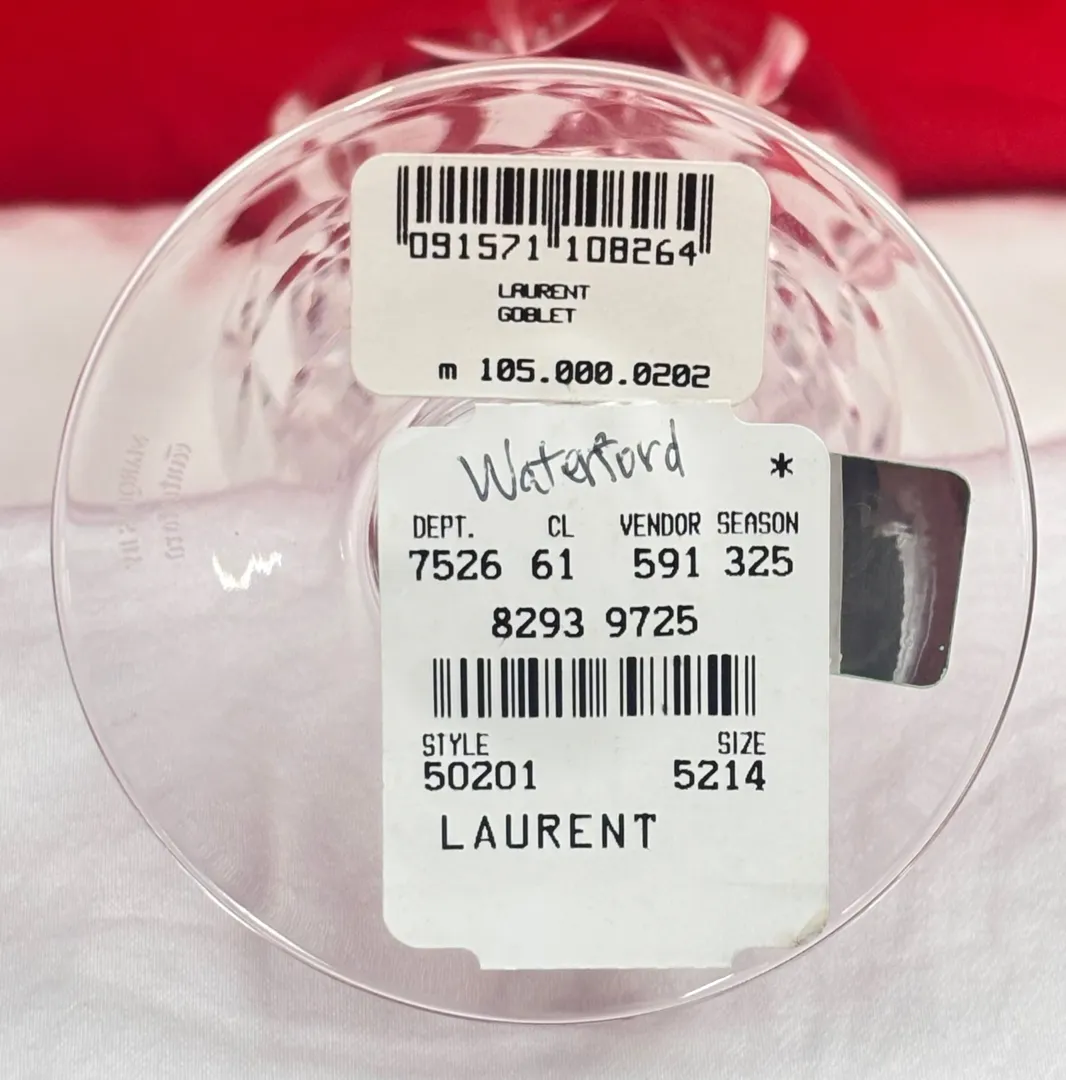 091571 108264
LAURENT
GOBLET
m 105.000.0202
Waterford
*
DEPT. CL VENDOR SEASON
7526 61 591 325
8293 9725
STYLE SIZE
50201 5214
LAURENT